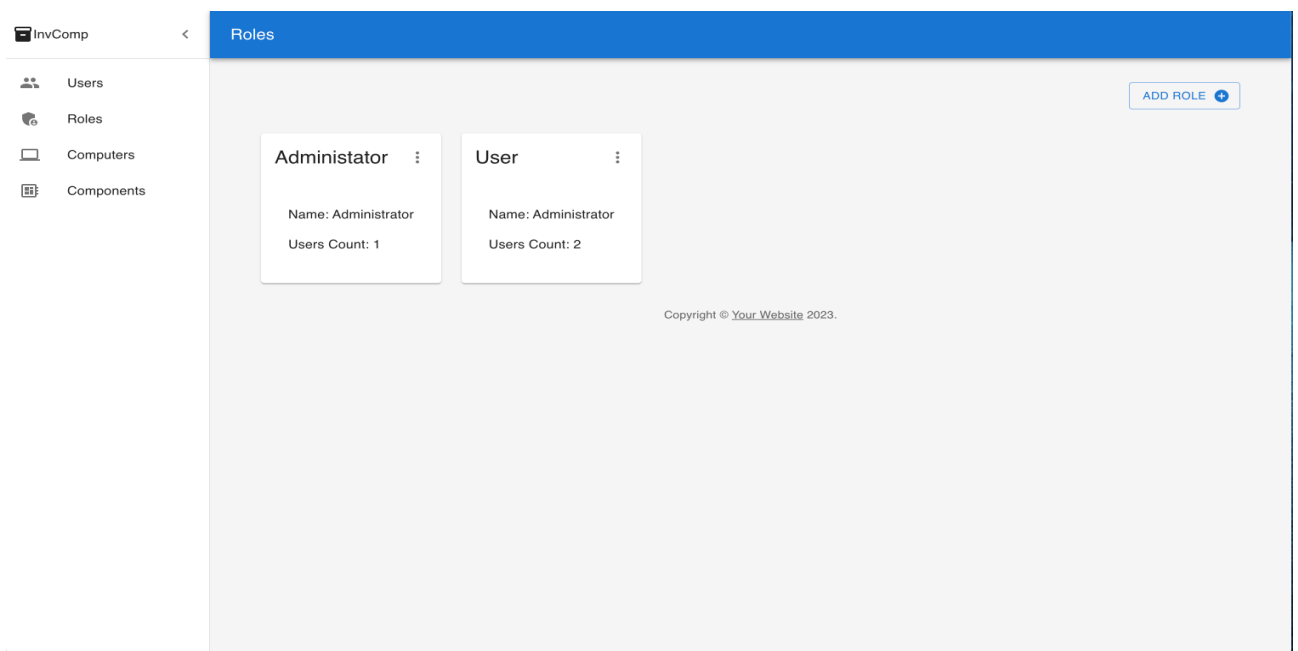 InvComp
Roles
Users
Roles
Computers
Components
ADD ROLE
Administator
Name: Administrator
Users Count: 1
User
Name: Administrator
Users Count: 2
Copyright © Your Website 2023.